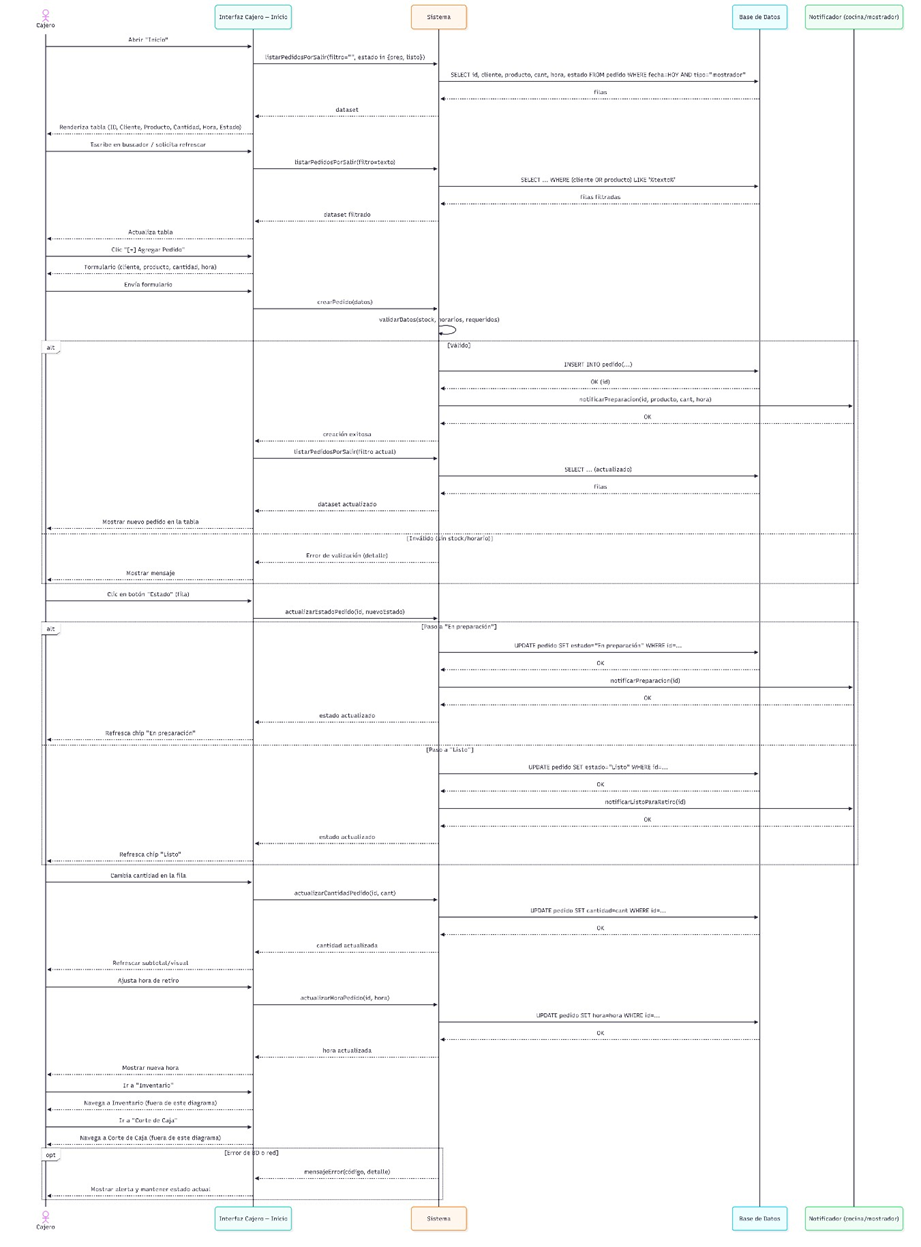 Cajero
Interfaz Cajero — Inicio
Sistema
Base de Datos
Notificador (cocina/mostrador)
Abrir "Inicio"
listarPedidosPorSalir(filtro="", estado in {prep, listo})
SELECT id, cliente, producto, cant, hora, estado FROM pedido WHERE fecha=HOY AND tipo="mostrador"
filas
dataset
Renderiza tabla (ID, Cliente, Producto, Cantidad, Hora, Estado)
Escribe en buscador / solicita refrescar
listarPedidosPorSalir(filtro=texto)
SELECT ... WHERE (cliente OR producto) LIKE '%texto%'
filas filtradas
dataset filtrado
Actualiza tabla
Clic "[+] Agregar Pedido"
Formulario (cliente, producto, cantidad, hora)
Envía formulario
crearPedido(datos)
validarDatos(stock, horarios, requeridos)
alt
[Válido]
INSERT INTO pedido(...)
OK (id)
notificarPreparacion(id, producto, cant, hora)
OK
creación exitosa
listarPedidosPorSalir(filtro actual)
SELECT ... (actualizado)
filas
dataset actualizado
Mostrar nuevo pedido en la tabla
[Inválido (sin stock/horario)]
Error de validación (detalle)
Mostrar mensaje
Clic en botón "Estado" (fila)
actualizarEstadoPedido(id, nuevoEstado)
alt
[Paso a "En preparación"]
UPDATE pedido SET estado="En preparación" WHERE id=...
OK
notificarPreparacion(id)
OK
estado actualizado
Refresca chip "En preparación"
[Paso a "Listo"]
UPDATE pedido SET estado="Listo" WHERE id=...
OK
notificarListoParaRetiro(id)
OK
estado actualizado
Refresca chip "Listo"
Cambia cantidad en la fila
actualizarCantidadPedido(id, cant)
UPDATE pedido SET cantidad=cant WHERE id=...
OK
cantidad actualizada
Refrescar subtotal/visual
Ajusta hora de retiro
actualizarHoraPedido(id, hora)
UPDATE pedido SET hora=hora WHERE id=...
OK
hora actualizada
Mostrar nueva hora
Ir a "Inventario"
Navega a Inventario (fuera de este diagrama)
Ir a "Corte de Caja"
Navega a Corte de Caja (fuera de este diagrama)
opt
[Error de BD o red]
mensajeError(código, detalle)
Mostrar alerta y mantener estado actual
Cajero
Interfaz Cajero — Inicio
Sistema
Base de Datos
Notificador (cocina/mostrador)